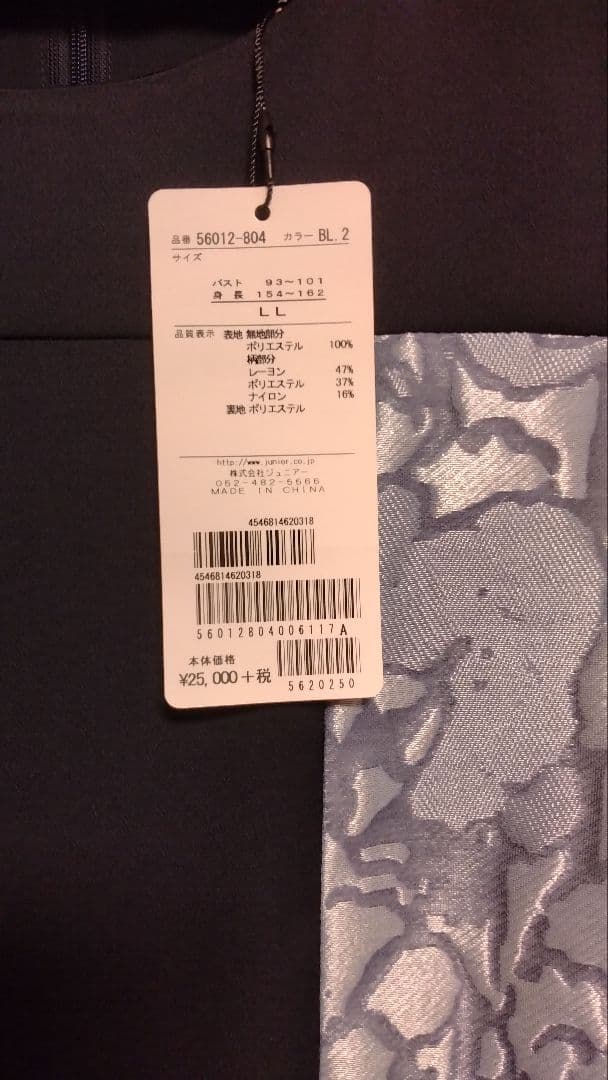 品番 56012-804 カラー BL.2
サイズ
バスト 93〜101
身長 154〜162
LL
品質表示 表地 無地部分
ポリエステル 100%
柄部分
レーヨン 47%
ポリエステル 37%
ナイロン 16%
裏地 ポリエステル
http://www.junior.co.jp
株式会社ジュニアー
052-482-5566
MADE IN CHINA
4546814620318
4546814620318
56012804006117A
本体価格
¥25,000+税
5620250